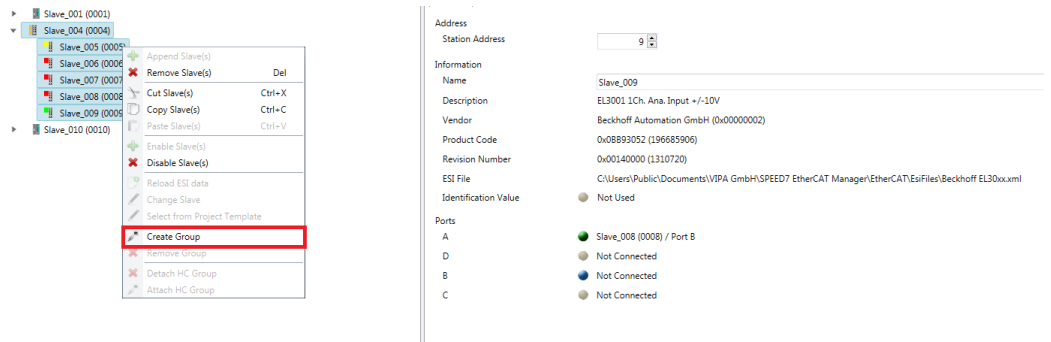 Slave_001 (0001)
Slave_004 (0004)
Slave_005 (0005)
Slave_006 (0006
Slave_007 (0007
Slave_008 (0008
Slave_009 (0009
Slave_010 (0010)
Append Slave(s)
Remove Slave(s) Del
Cut Slave(s) Ctrl+X
Copy Slave(s) Ctrl+C
Paste Slave(s) Ctrl+V
Enable Slave(s)
Disable Slave(s)
Reload ESI data
Change Slave
Select from Project Template
Create Group
Remove Group
Detach HC Group
Attach HC Group
Address
Station Address 9
Information
Name Slave_009
Description EL3001 1Ch. Ana. Input +/-10V
Vendor Beckhoff Automation GmbH (0x00000002)
Product Code 0x0BB93052 (196685906)
Revision Number 0x00140000 (1310720)
ESI File C:\Users\Public\Documents\VIPA GmbH\SPEED7 EtherCAT Manager\EtherCAT\EsiFiles\Beckhoff EL30xx.xml
Identification Value Not Used
Ports
A Slave_008 (0008) / Port B
D Not Connected
B Not Connected
C Not Connected